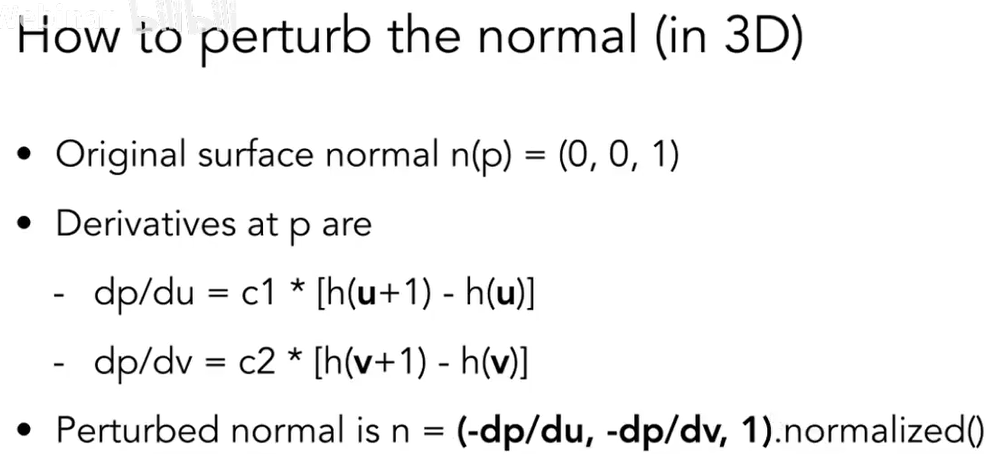 How to perturb the normal (in 3D)
• Original surface normal n(p) = (0, 0, 1)
• Derivatives at p are
- dp/du = c1 * [h(u+1) - h(u)]
- dp/dv = c2 * [h(v+1) - h(v)]
• Perturbed normal is n = (-dp/du, -dp/dv, 1).normalized()